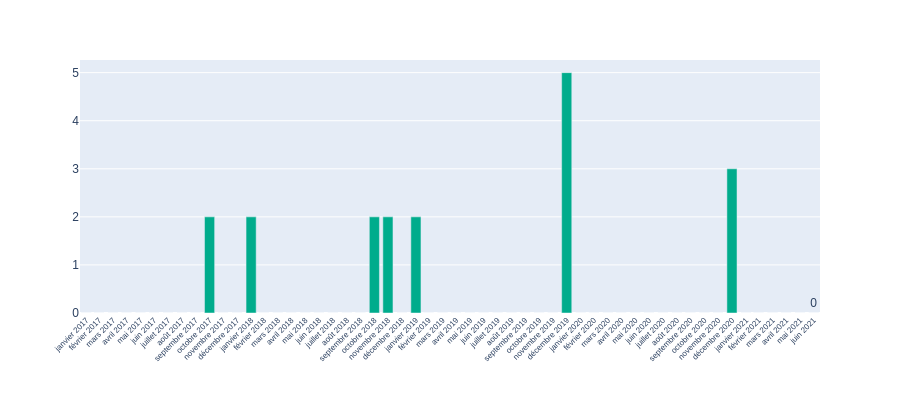 5
4
3
2
1
0
0
janvier 2017
février 2017
mars 2017
avril 2017
mai 2017
juin 2017
juillet 2017
août 2017
septembre 2017
octobre 2017
novembre 2017
décembre 2017
janvier 2018
février 2018
mars 2018
avril 2018
mai 2018
juin 2018
juillet 2018
août 2018
septembre 2018
octobre 2018
novembre 2018
décembre 2018
janvier 2019
février 2019
mars 2019
avril 2019
mai 2019
juin 2019
juillet 2019
août 2019
septembre 2019
octobre 2019
novembre 2019
décembre 2019
janvier 2020
février 2020
mars 2020
avril 2020
mai 2020
juin 2020
juillet 2020
août 2020
septembre 2020
octobre 2020
novembre 2020
décembre 2020
janvier 2021
février 2021
mars 2021
avril 2021
mai 2021
juin 2021